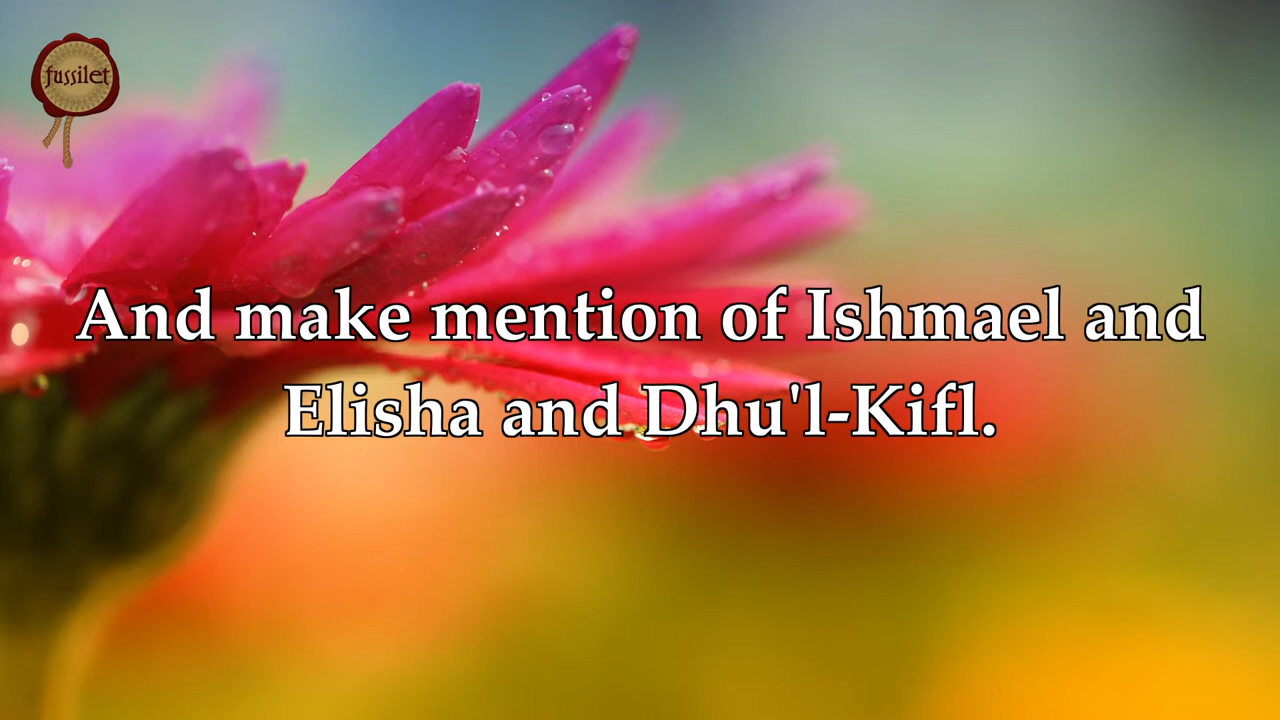 fussilet
And make mention of Ishmael and
Elisha and Dhu'l-Kifl.